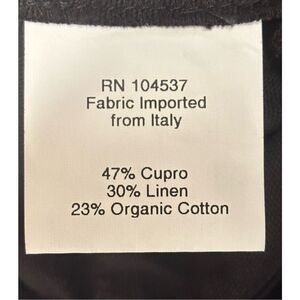 RN 104537
Fabric Imported
from Italy
47% Cupro
30% Linen
23% Organic Cotton